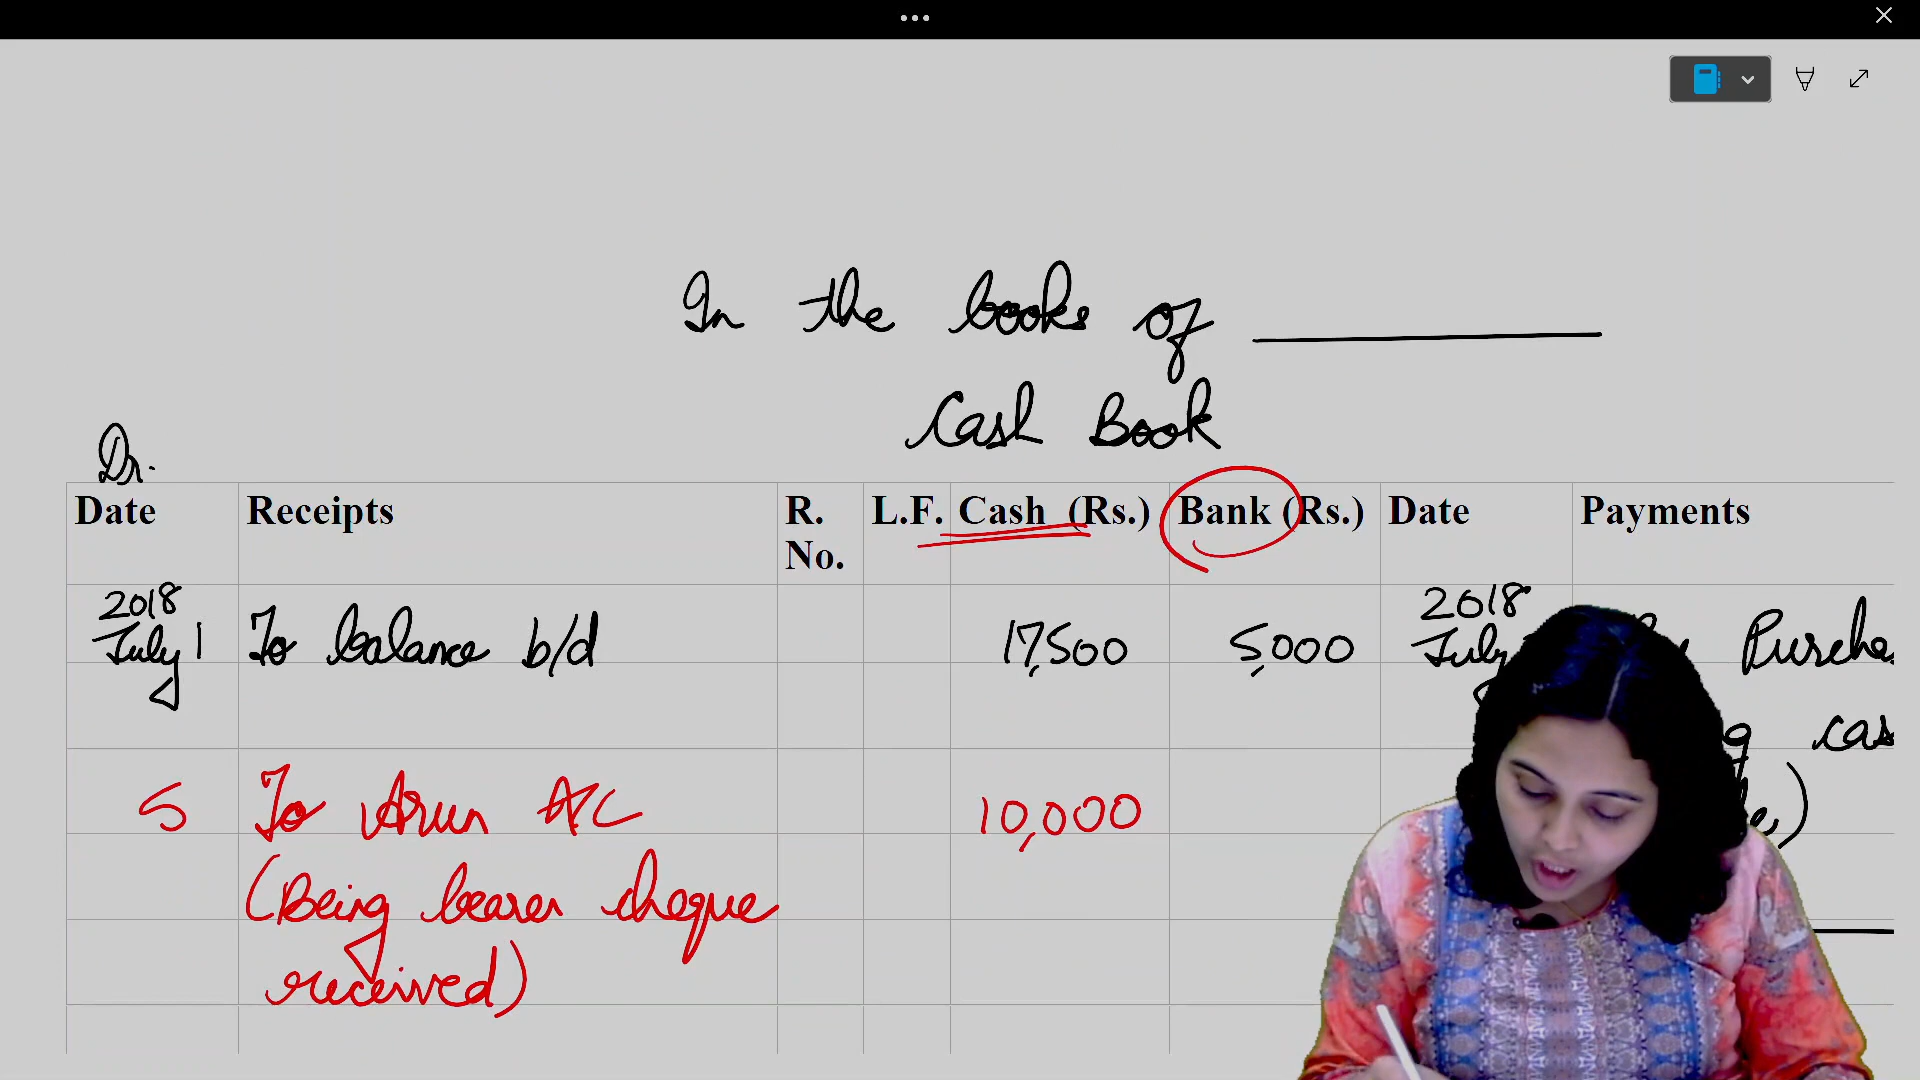 In the books of
Cash Book
Dr.
Date Receipts R. No. L.F. Cash (Rs.) Bank (Rs.) Date Payments
2018 2018
July 1 To balance b/d 17,500 5,000 July
cas
5 To Arun A/C 10,000
(Being bearer cheque
received)